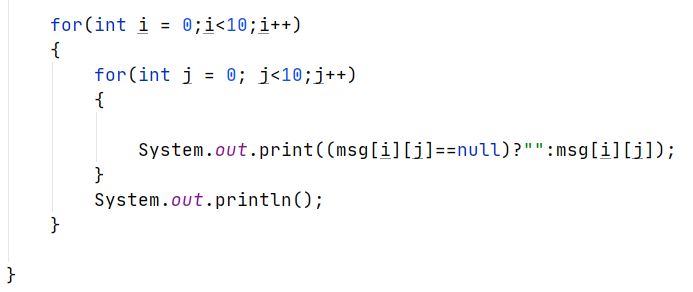 for(int i = 0;i<10;i++)
{
for(int j = 0; j<10;j++)
{
System.out.print((msg[i][j]==null)?"":msg[i][j]);
}
System.out.println();
}
}